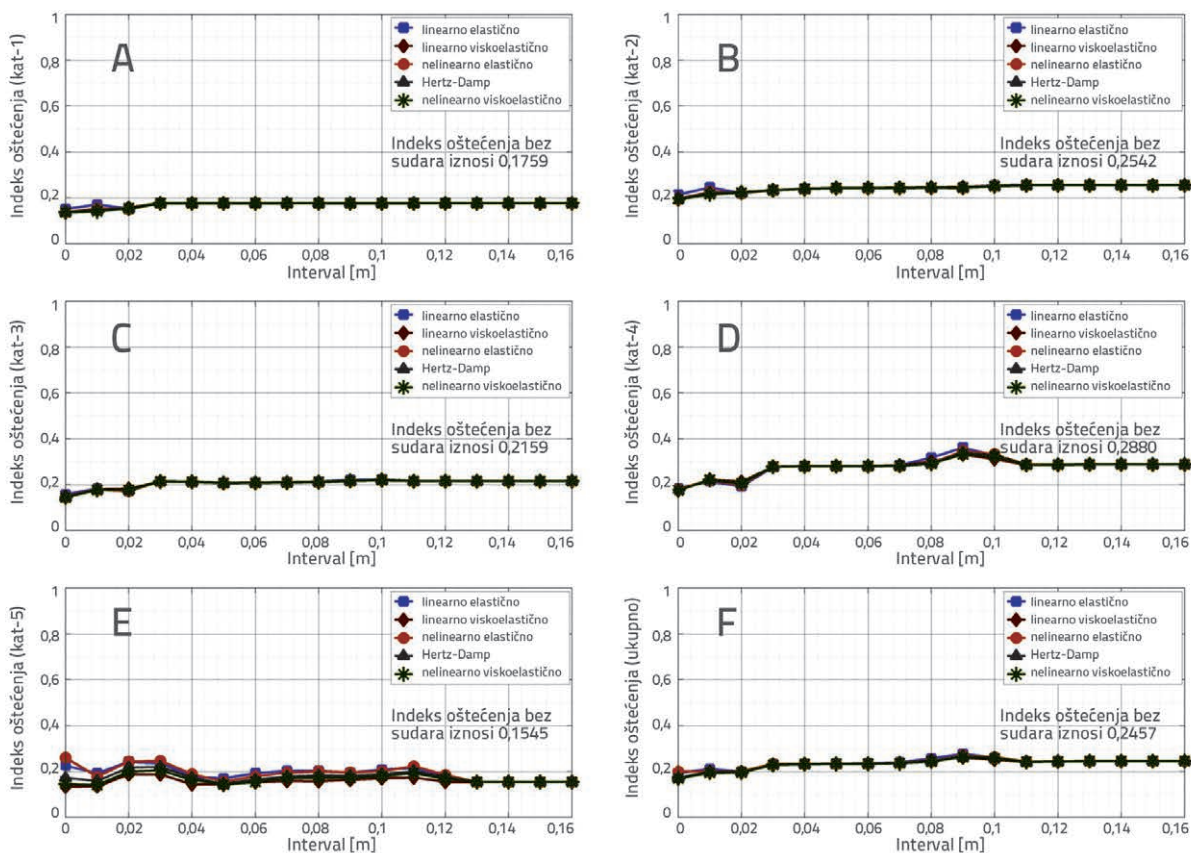 A
Indeks oštećenja (kat-1)
1
0,8
0,6
0,4
0,2
0
linearno elastično
linearno viskoelastično
nelinearno elastično
Hertz-Damp
nelinearno viskoelastično
Indeks oštećenja bez
sudara iznosi 0,1759
0 0,02 0,04 0,06 0,08 0,1 0,12 0,14 0,16
Interval [m]
B
Indeks oštećenja (kat-2)
1
0,8
0,6
0,4
0,2
0
linearno elastično
linearno viskoelastično
nelinearno elastično
Hertz-Damp
nelinearno viskoelastično
Indeks oštećenja bez
sudara iznosi 0,2542
0 0,02 0,04 0,06 0,08 0,1 0,12 0,14 0,16
Interval [m]
C
Indeks oštećenja (kat-3)
1
0,8
0,6
0,4
0,2
0
linearno elastično
linearno viskoelastično
nelinearno elastično
Hertz-Damp
nelinearno viskoelastično
Indeks oštećenja bez
sudara iznosi 0,2159
0 0,02 0,04 0,06 0,08 0,1 0,12 0,14 0,16
Interval [m]
D
Indeks oštećenja (kat-4)
1
0,8
0,6
0,4
0,2
0
linearno elastično
linearno viskoelastično
nelinearno elastično
Hertz-Damp
nelinearno viskoelastično
Indeks oštećenja bez
sudara iznosi 0,2880
0 0,02 0,04 0,06 0,08 0,1 0,12 0,14 0,16
Interval [m]
E
Indeks oštećenja (kat-5)
1
0,8
0,6
0,4
0,2
0
linearno elastično
linearno viskoelastično
nelinearno elastično
Hertz-Damp
nelinearno viskoelastično
Indeks oštećenja bez
sudara iznosi 0,1545
0 0,02 0,04 0,06 0,08 0,1 0,12 0,14 0,16
Interval [m]
F
Indeks oštećenja (ukupno)
1
0,8
0,6
0,4
0,2
0
linearno elastično
linearno viskoelastično
nelinearno elastično
Hertz-Damp
nelinearno viskoelastično
Indeks oštećenja bez
sudara iznosi 0,2457
0 0,02 0,04 0,06 0,08 0,1 0,12 0,14 0,16
Interval [m]